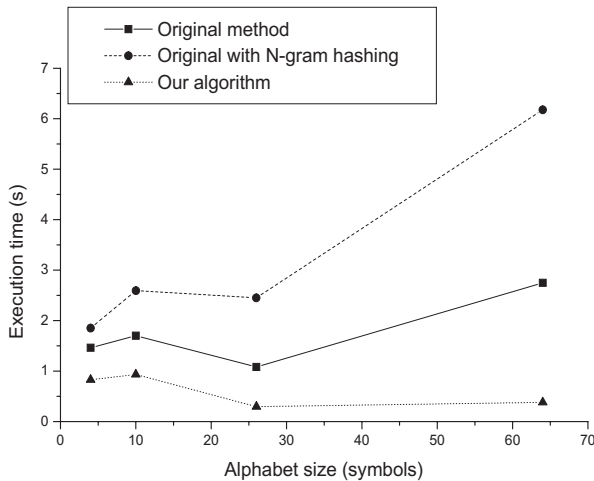 Original method
Original with N-gram hashing
Our algorithm
7
6
5
4
3
2
1
0
Execution time (s)
0 10 20 30 40 50 60 70
Alphabet size (symbols)